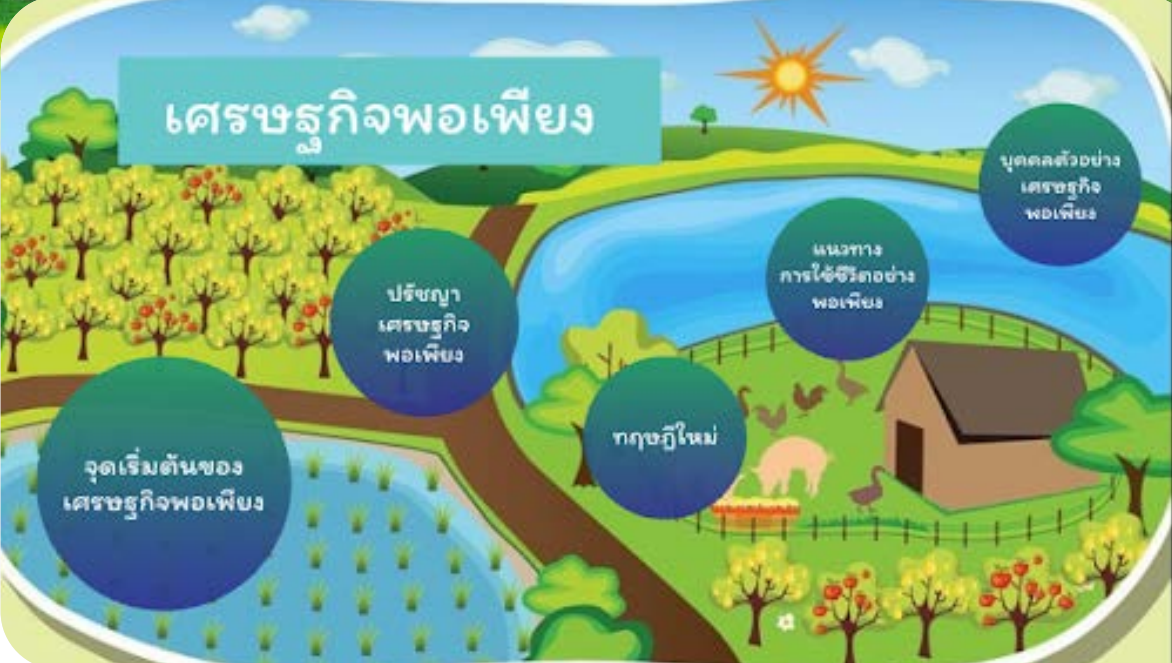 เศรษฐกิจพอเพียง
บุคคลตัวอย่าง
เศรษฐกิจ
พอเพียง
แนวทาง
การใช้ชีวิตอย่าง
พอเพียง
ปรัชญา
เศรษฐกิจ
พอเพียง
ทฤษฎีใหม่
จุดเริ่มต้นของ
เศรษฐกิจพอเพียง